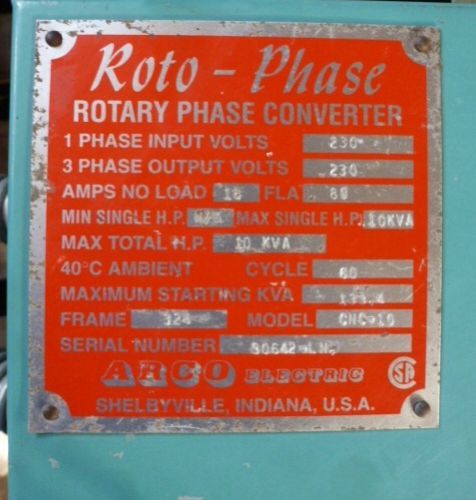 Roto - Phase
ROTARY PHASE CONVERTER
1 PHASE INPUT VOLTS 230
3 PHASE OUTPUT VOLTS 230
AMPS NO LOAD 18 FLA 80
MIN SINGLE H.P. N/A MAX SINGLE H.P. 10KVA
MAX TOTAL H.P. 10 KVA
40°C AMBIENT CYCLE 60
MAXIMUM STARTING KVA
FRAME 324 MODEL CNC-10
SERIAL NUMBER
ARCO ELECTRIC
SHELBYVILLE, INDIANA, U.S.A.